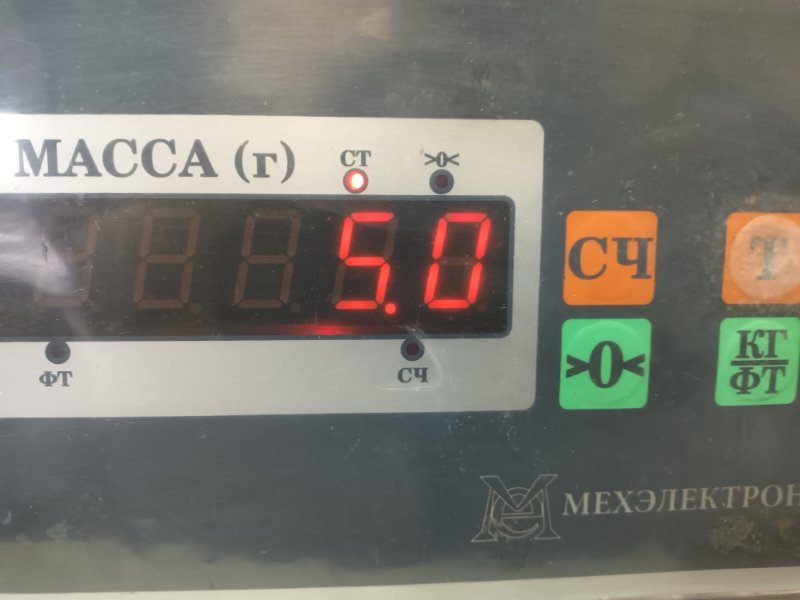 МАССА (г)
СТ
>0<
5.0
ФТ
СЧ
СЧ
Т
>0<
КГ
ФТ
МЕХЭЛЕКТРОН